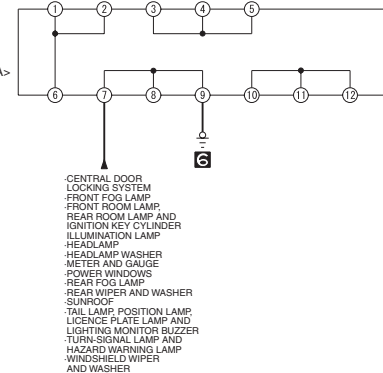 1 2 3 4 5
A>
6 7 8 9 10 11 12
6
·CENTRAL DOOR
LOCKING SYSTEM
·FRONT FOG LAMP
·FRONT ROOM LAMP,
REAR ROOM LAMP AND
IGNITION KEY CYLINDER
ILLUMINATION LAMP
·HEADLAMP
·HEADLAMP WASHER
·METER AND GAUGE
·POWER WINDOWS
·REAR FOG LAMP
·REAR WIPER AND WASHER
·SUNROOF
·TAIL LAMP, POSITION LAMP,
LICENCE PLATE LAMP AND
LIGHTING MONITOR BUZZER
·TURN-SIGNAL LAMP AND
HAZARD WARNING LAMP
·WINDSHIELD WIPER
AND WASHER